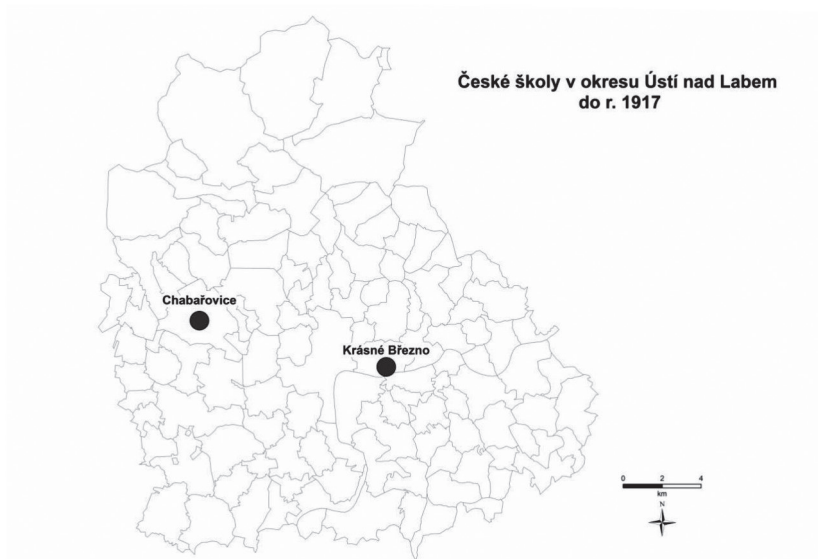 České školy v okresu Ústí nad Labem
do r. 1917
Chabařovice
Krásné Březno
0 2 4
km
N